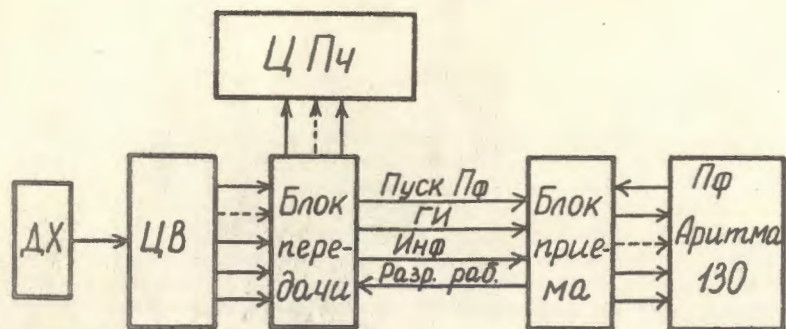 Ц Пч
ДХ
ЦВ
Блок
пере-
дачи
Пуск Пф
ГИ
Инф
Разр. раб.
Блок
прие-
ма
Пф
Аритма
130